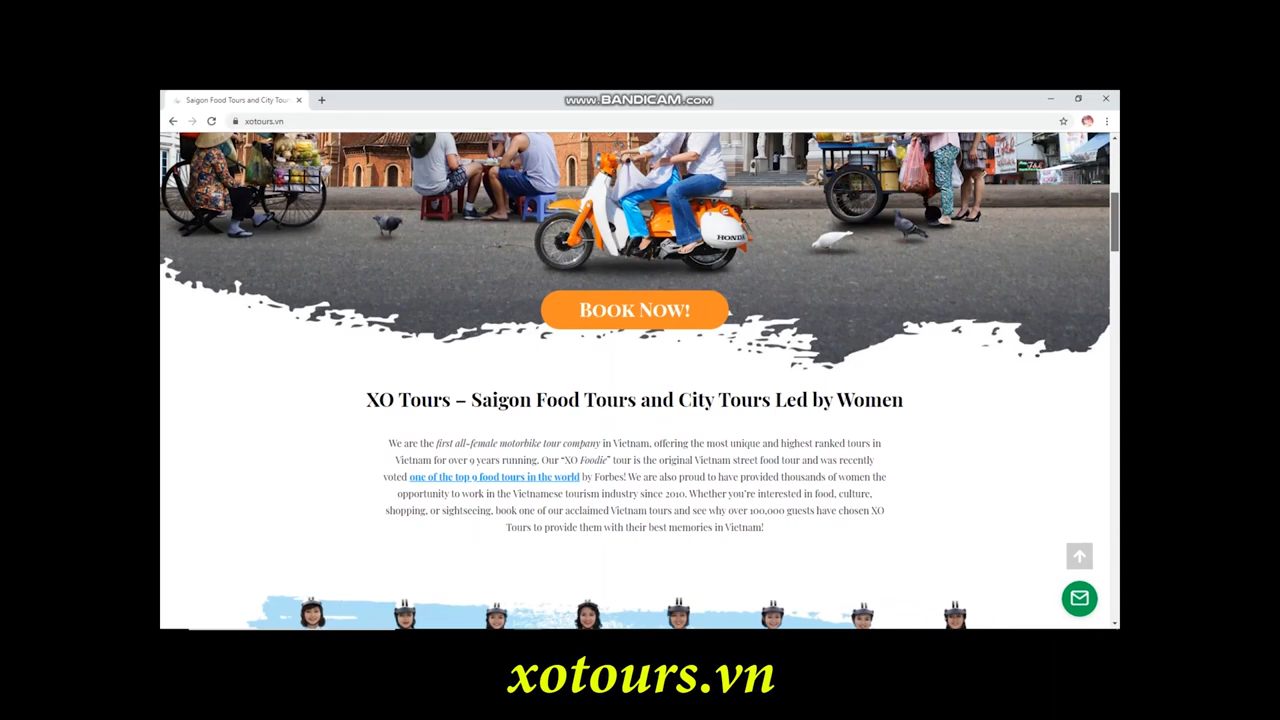 Saigon Food Tours and City Tour
www.BANDICAM.com
xotours.vn
HONDA
Book Now!
XO Tours – Saigon Food Tours and City Tours Led by Women
We are the first all-female motorbike tour company in Vietnam, offering the most unique and highest ranked tours in
Vietnam for over 9 years running. Our “XO Foodie” tour is the original Vietnam street food tour and was recently
voted one of the top 9 food tours in the world by Forbes! We are also proud to have provided thousands of women the
opportunity to work in the Vietnamese tourism industry since 2010. Whether you’re interested in food, culture,
shopping, or sightseeing, book one of our acclaimed Vietnam tours and see why over 100,000 guests have chosen XO
Tours to provide them with their best memories in Vietnam!
xotours.vn